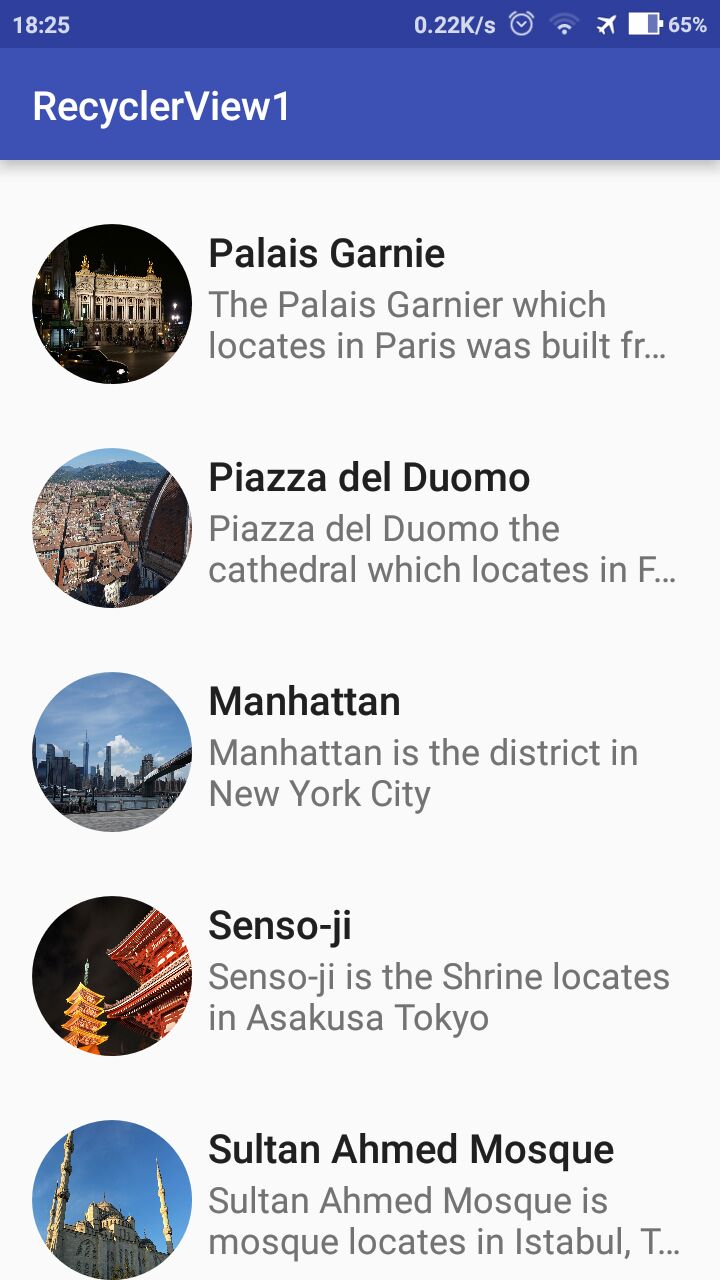 18:25 0.22K/s 65%
RecyclerView1
Palais Garnie
The Palais Garnier which
locates in Paris was built fr...
Piazza del Duomo
Piazza del Duomo the
cathedral which locates in F...
Manhattan
Manhattan is the district in
New York City
Senso-ji
Senso-ji is the Shrine locates
in Asakusa Tokyo
Sultan Ahmed Mosque
Sultan Ahmed Mosque is
mosque locates in Istabul, T...